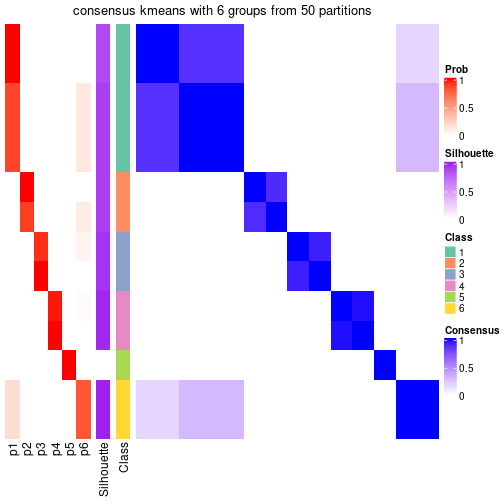 consensus kmeans with 6 groups from 50 partitions
p1
p2
p3
p4
p5
p6
Silhouette
Class
Prob
1
0.5
0
Silhouette
1
0.5
0
Class
1
2
3
4
5
6
Consensus
1
0.5
0